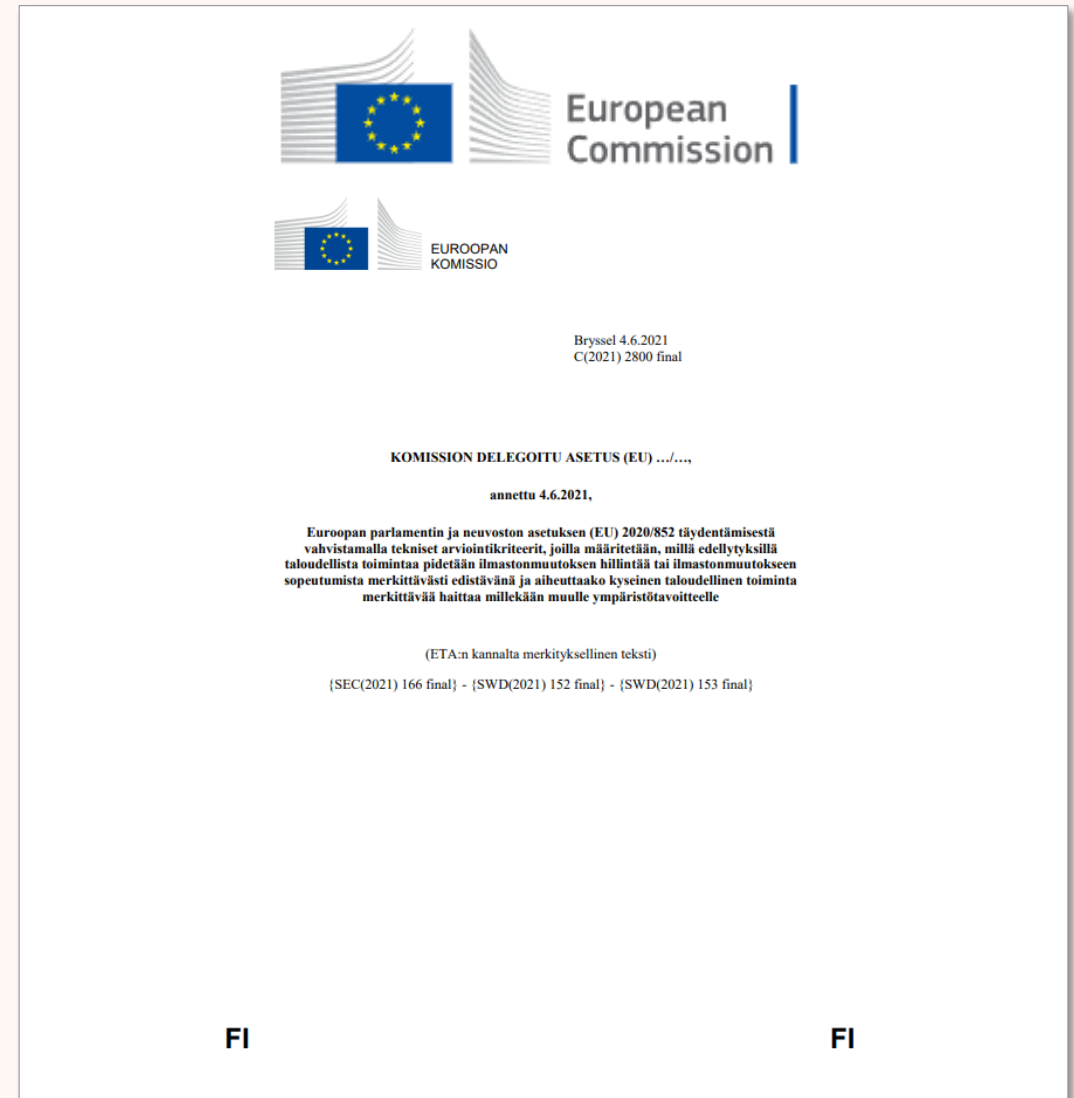 European
Commission
EUROOPAN
KOMISSIO
Bryssel 4.6.2021
C(2021) 2800 final
KOMISSION DELEGOITU ASETUS (EU) …/…,
annettu 4.6.2021,
Euroopan parlamentin ja neuvoston asetuksen (EU) 2020/852 täydentämisestä
vahvistamalla tekniset arviointikriteerit, joilla määritetään, millä edellytyksillä
taloudellista toimintaa pidetään ilmastonmuutoksen hillintää tai ilmastonmuutokseen
sopeutumista merkittävästi edistävänä ja aiheuttaako kyseinen taloudellinen toiminta
merkittävää haittaa millekään muulle ympäristötavoitteelle
(ETA:n kannalta merkityksellinen teksti)
{SEC(2021) 166 final} - {SWD(2021) 152 final} - {SWD(2021) 153 final}
FI FI